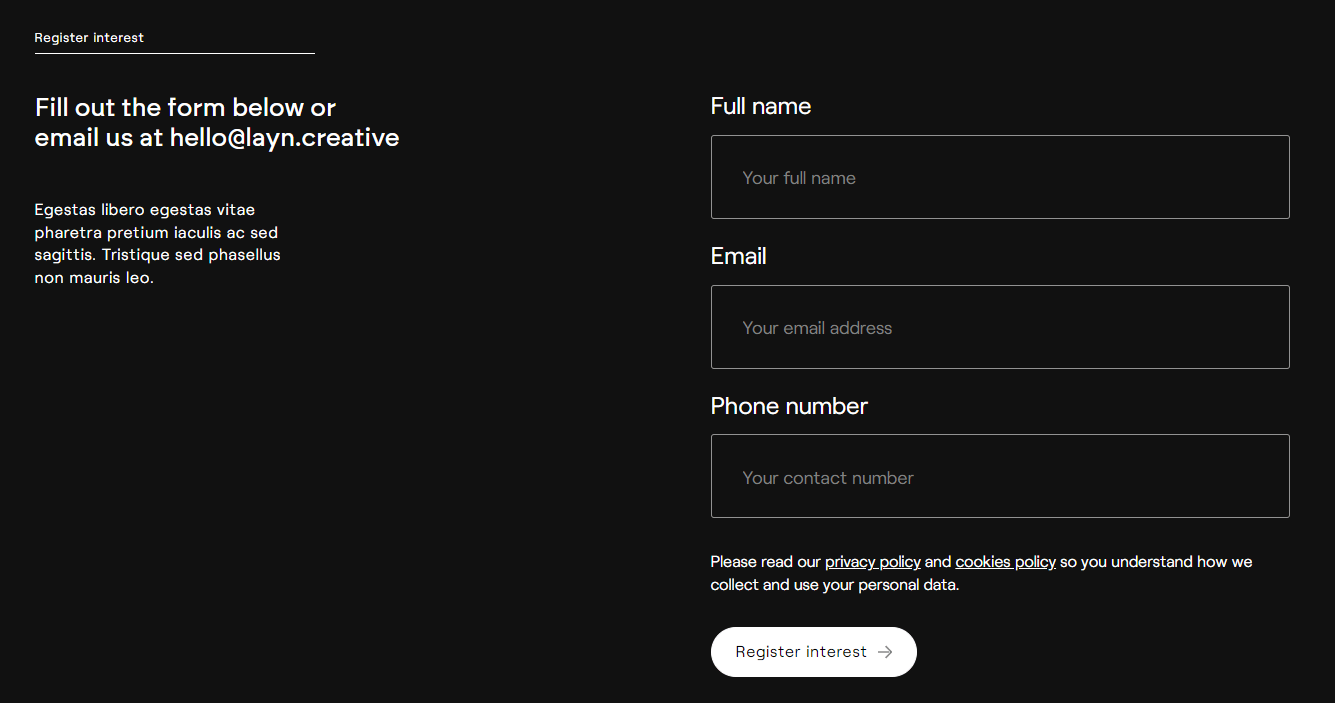 Register interest
Fill out the form below or
email us at hello@layn.creative
Egestas libero egestas vitae
pharetra pretium iaculis ac sed
sagittis. Tristique sed phasellus
non mauris leo.
Full name
Your full name
Email
Your email address
Phone number
Your contact number
Please read our privacy policy and cookies policy so you understand how we
collect and use your personal data.
Register interest →